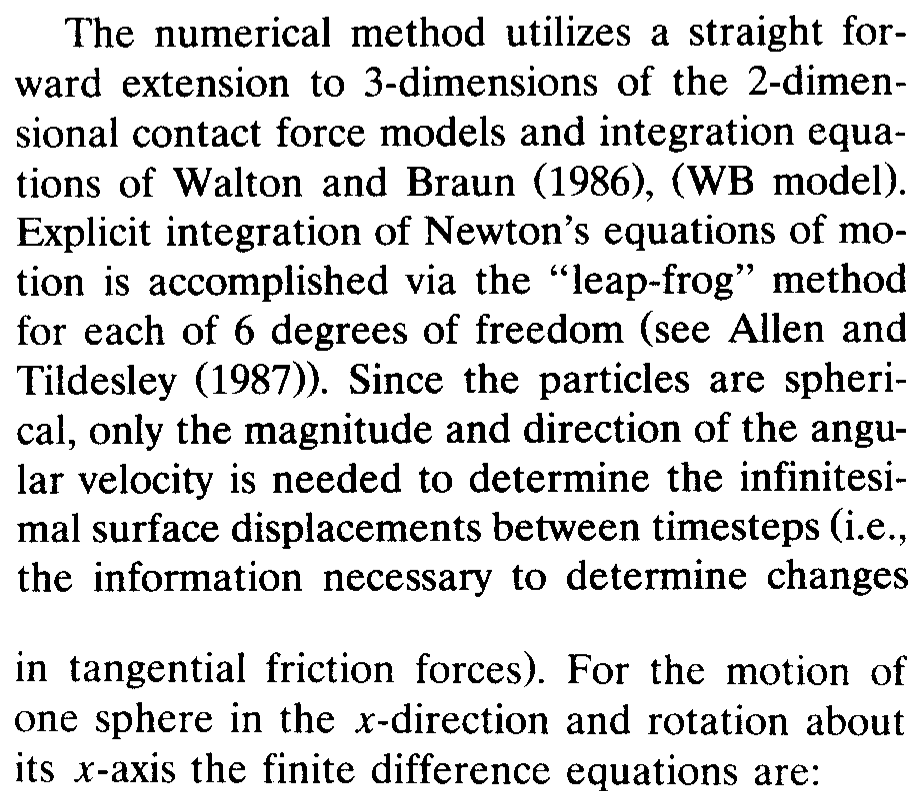 The numerical method utilizes a straight for-
ward extension to 3-dimensions of the 2-dimen-
sional contact force models and integration equa-
tions of Walton and Braun (1986), (WB model).
Explicit integration of Newton's equations of mo-
tion is accomplished via the “leap-frog” method
for each of 6 degrees of freedom (see Allen and
Tildesley (1987)). Since the particles are spheri-
cal, only the magnitude and direction of the angu-
lar velocity is needed to determine the infinitesi-
mal surface displacements between timesteps (i.e.,
the information necessary to determine changes
in tangential friction forces). For the motion of
one sphere in the x-direction and rotation about
its x-axis the finite difference equations are: